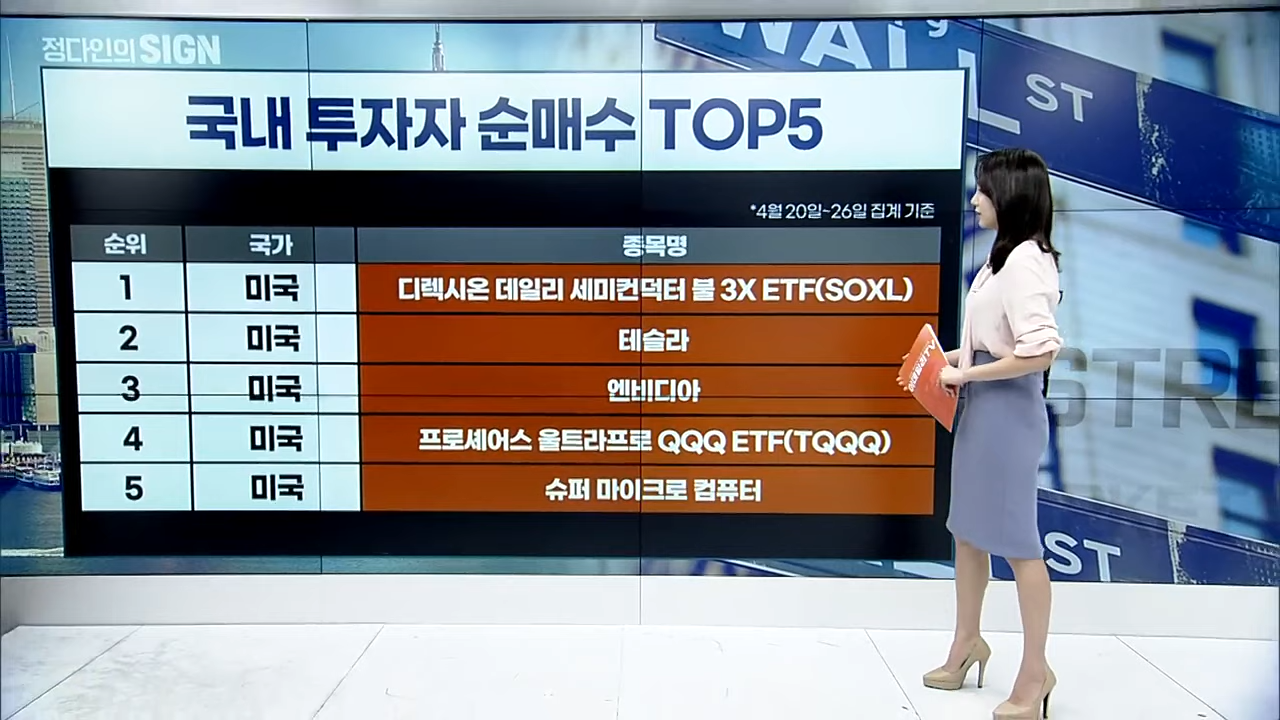 정다인의 SIGN
WALL ST
국내 투자자 순매수 TOP5
*4월 20일~26일 집계 기준
순위 국가 종목명
1 미국 디렉시온 데일리 세미컨덕터 불 3X ETF(SOXL)
2 미국 테슬라
3 미국 엔비디아
4 미국 프로셰어스 울트라프로 QQQ ETF(TQQQ)
5 미국 슈퍼 마이크로 컴퓨터
STRE
ST